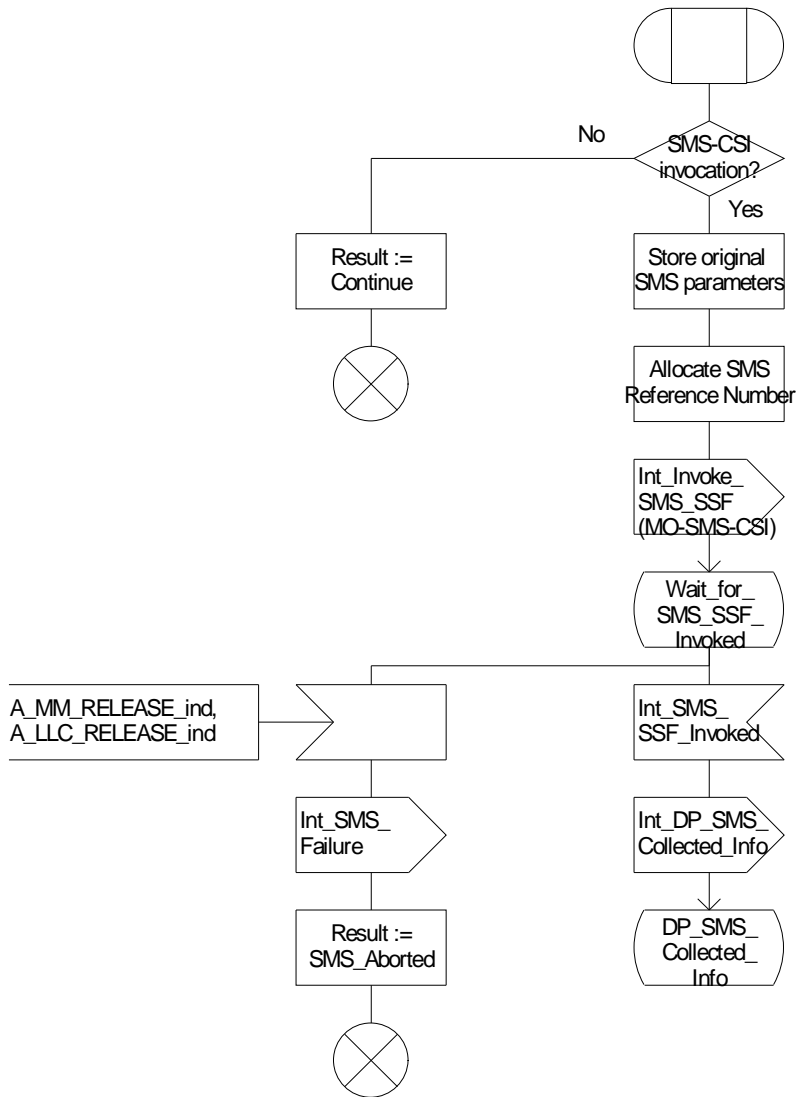 SMS-CSI
invocation?
No
Yes
Result :=
Continue
Store original
SMS parameters
Allocate SMS
Reference Number
Int_Invoke_
SMS_SSF
(MO-SMS-CSI)
Wait_for_
SMS_SSF_
Invoked
A_MM_RELEASE_ind,
A_LLC_RELEASE_ind
Int_SMS_
SSF_Invoked
Int_SMS_
Failure
Int_DP_SMS_
Collected_Info
Result :=
SMS_Aborted
DP_SMS_
Collected_
Info